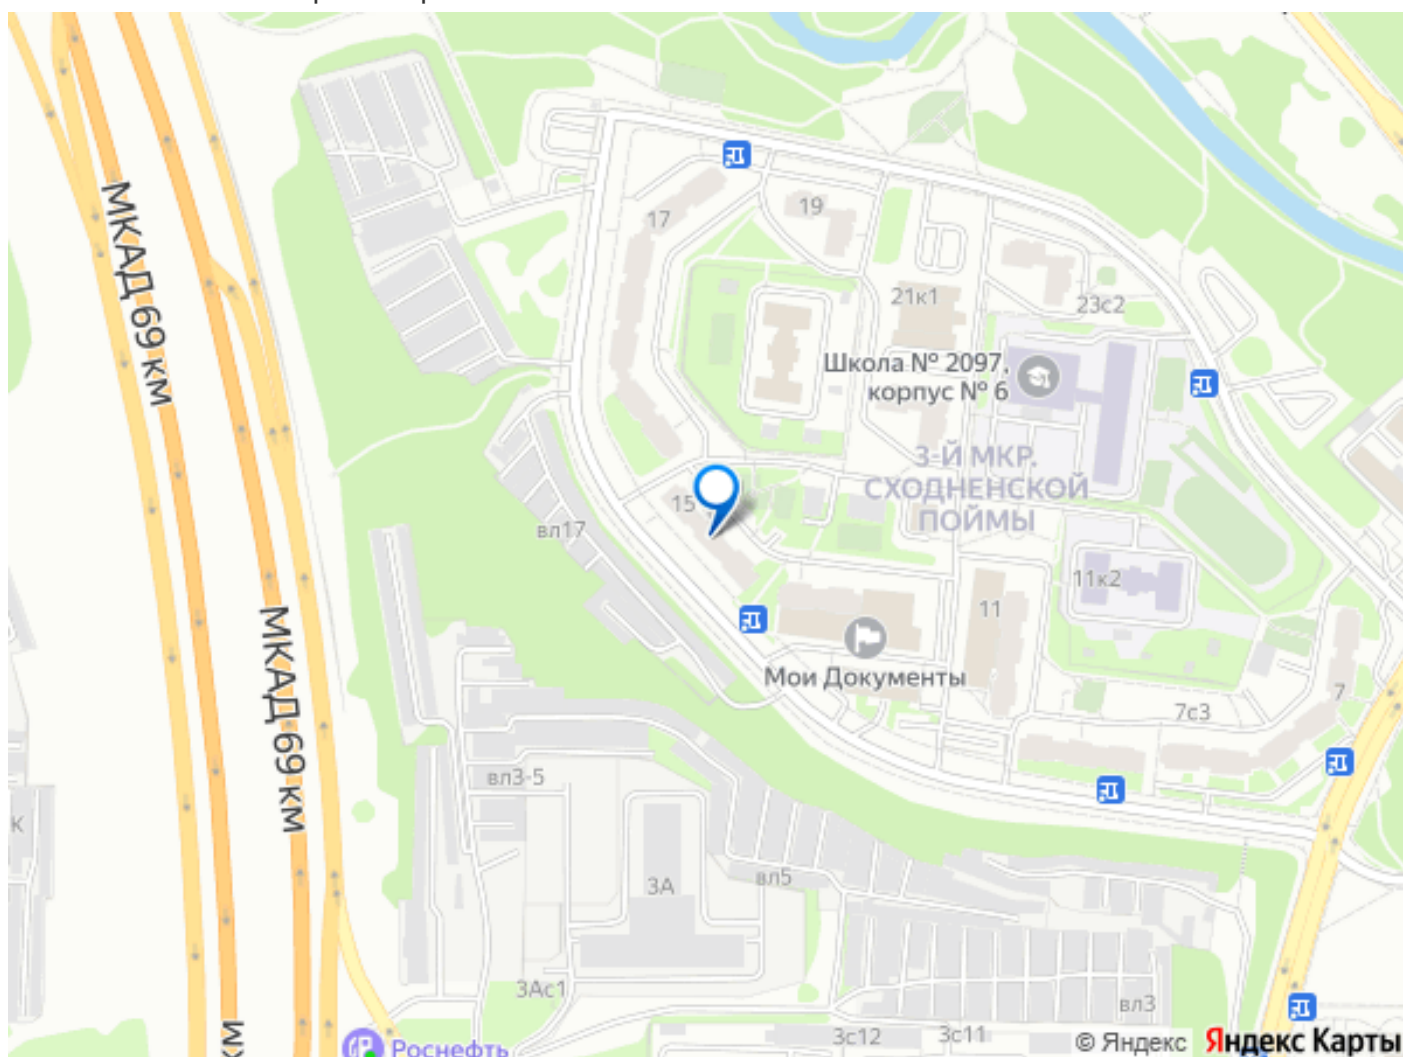 МКАД 69 км
17
19
21к1
23с2
Школа № 2097,
корпус № 6
3-Й МКР.
СХОДНЕНСКОЙ
ПОЙМЫ
15
вл17
11к2
11
МКАД 69 км
Мои Документы
7
7с3
вл3-5
К
3А
вл5
3Ас1
вл3
3с12
3с11
Роснефть
© Яндекс
Яндекс Карты